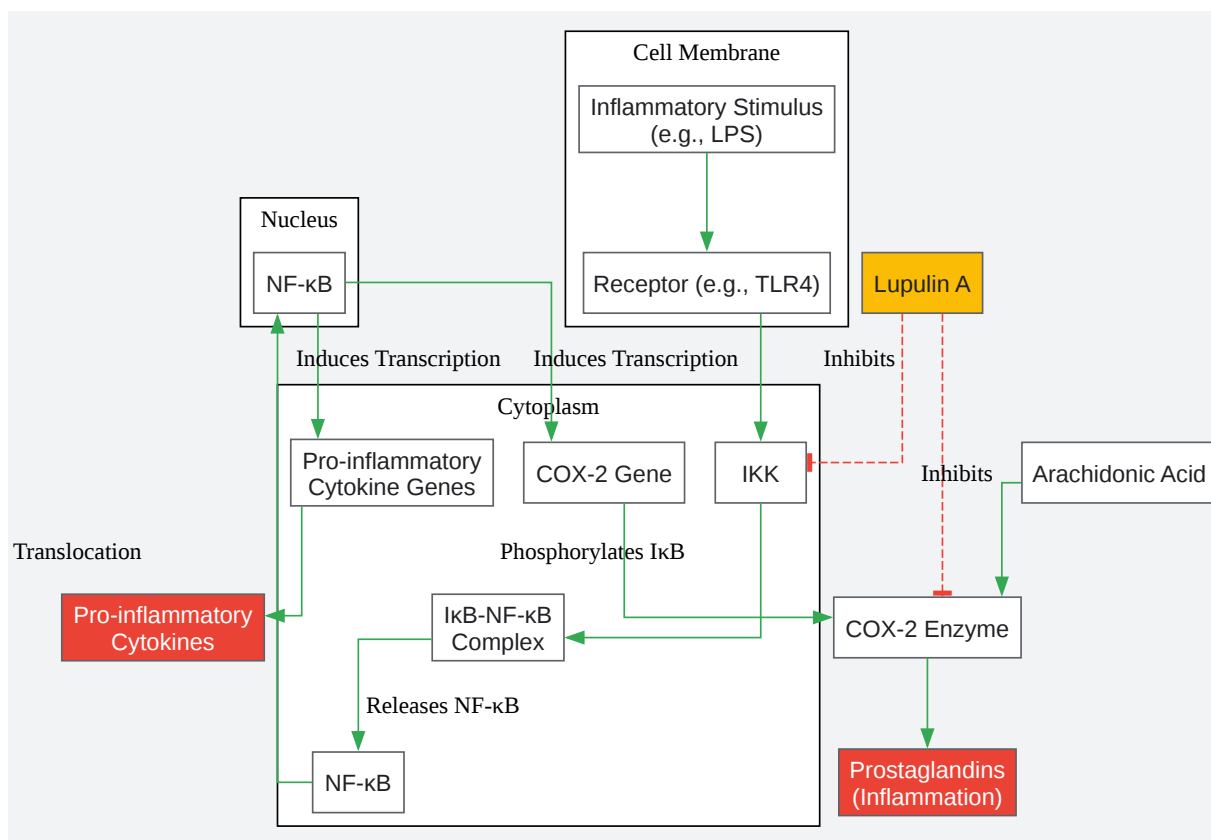 Cell Membrane
Inflammatory Stimulus
(e.g., LPS)
Nucleus
NF-κB
Receptor (e.g., TLR4)
Lupulin A
Induces Transcription
Induces Transcription
Inhibits
Cytoplasm
Pro-inflammatory
Cytokine Genes
COX-2 Gene
IKK
Inhibits
Arachidonic Acid
Translocation
Phosphorylates IκB
Pro-inflammatory
Cytokines
IκB-NF-κB
Complex
COX-2 Enzyme
Releases NF-κB
NF-κB
Prostaglandins
(Inflammation)